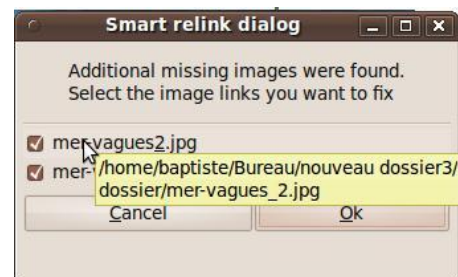 Smart relink dialog
Additional missing images were found.
Select the image links you want to fix
mer-vagues2.jpg
mer-
/home/baptiste/Bureau/nouveau dossier3/
dossier/mer-vagues_2.jpg
Cancel
Ok